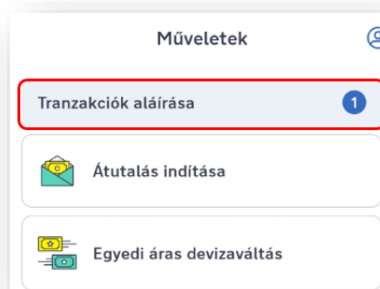 Műveletek
Tranzakciók aláírása 1
Átutalás indítása
Egyedi áras devizaváltás